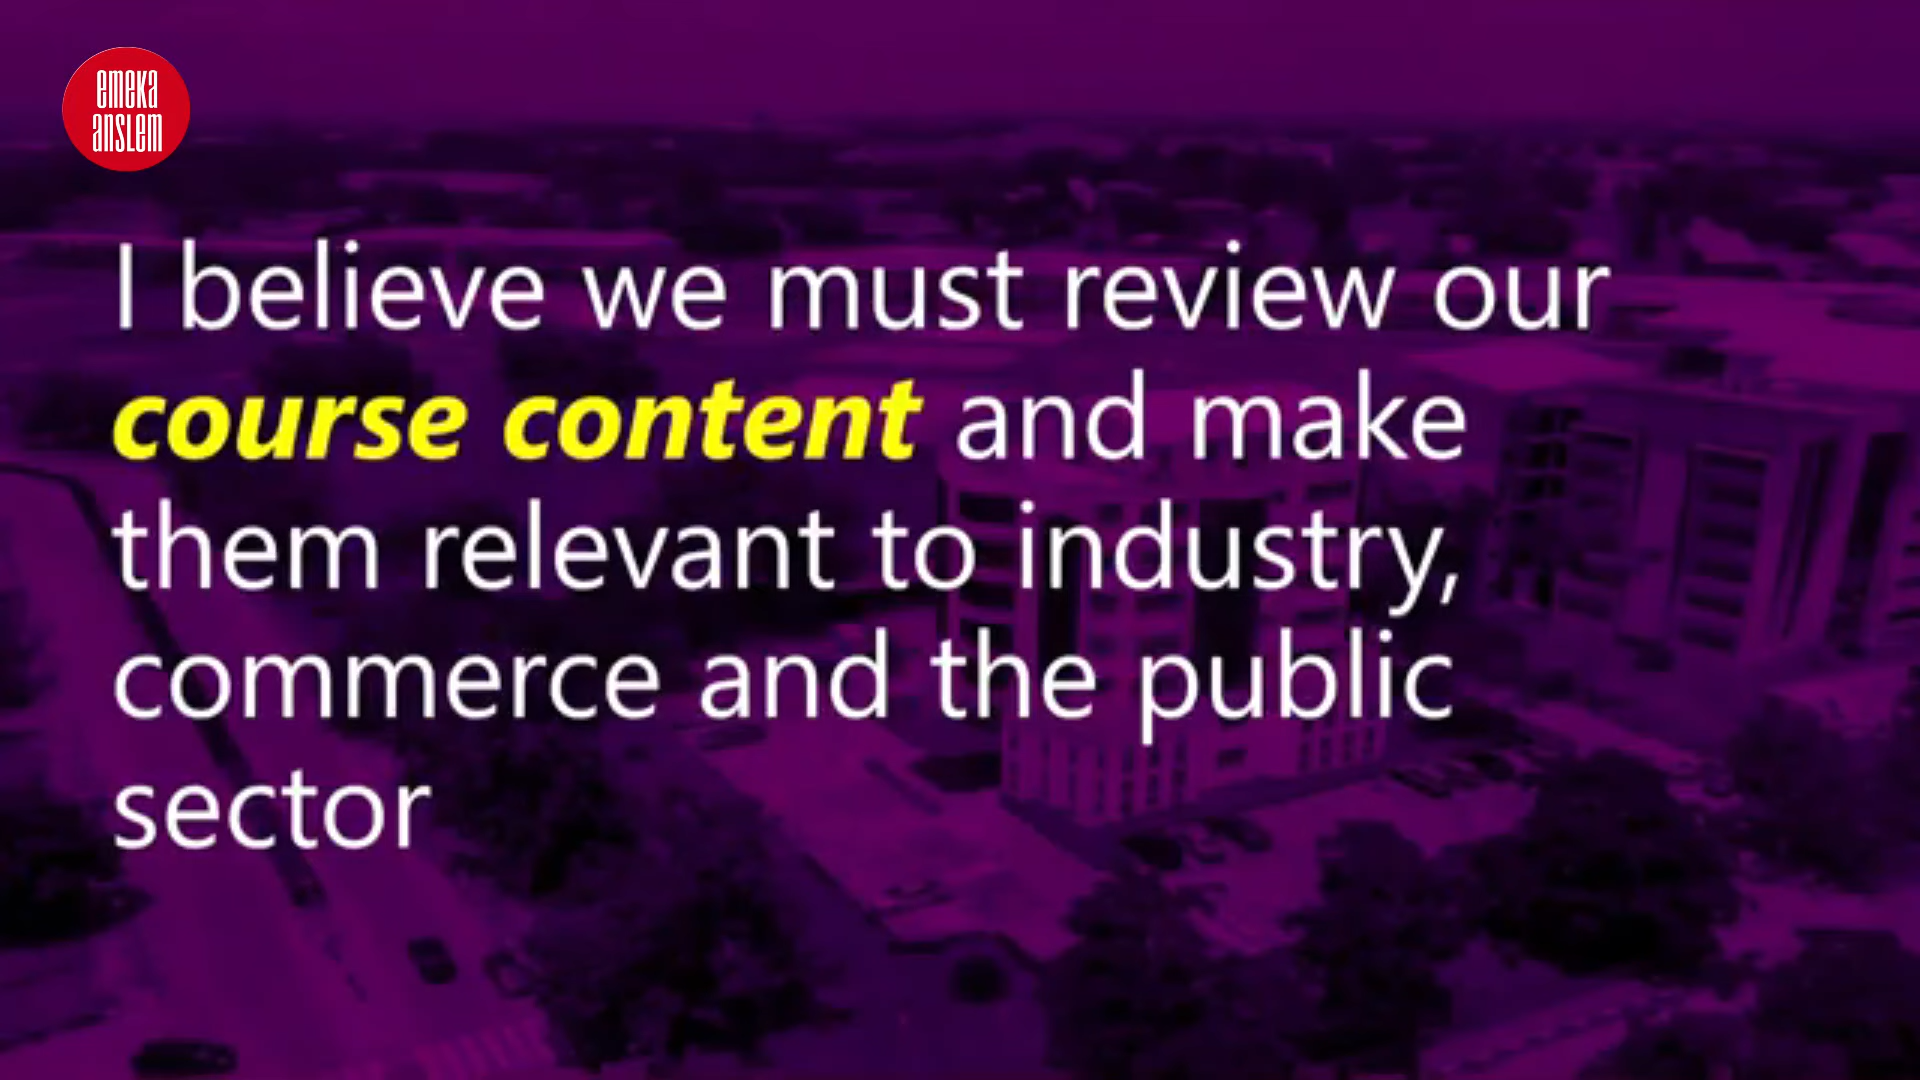 emeka
anslem
I believe we must review our
course content and make
them relevant to industry,
commerce and the public
sector